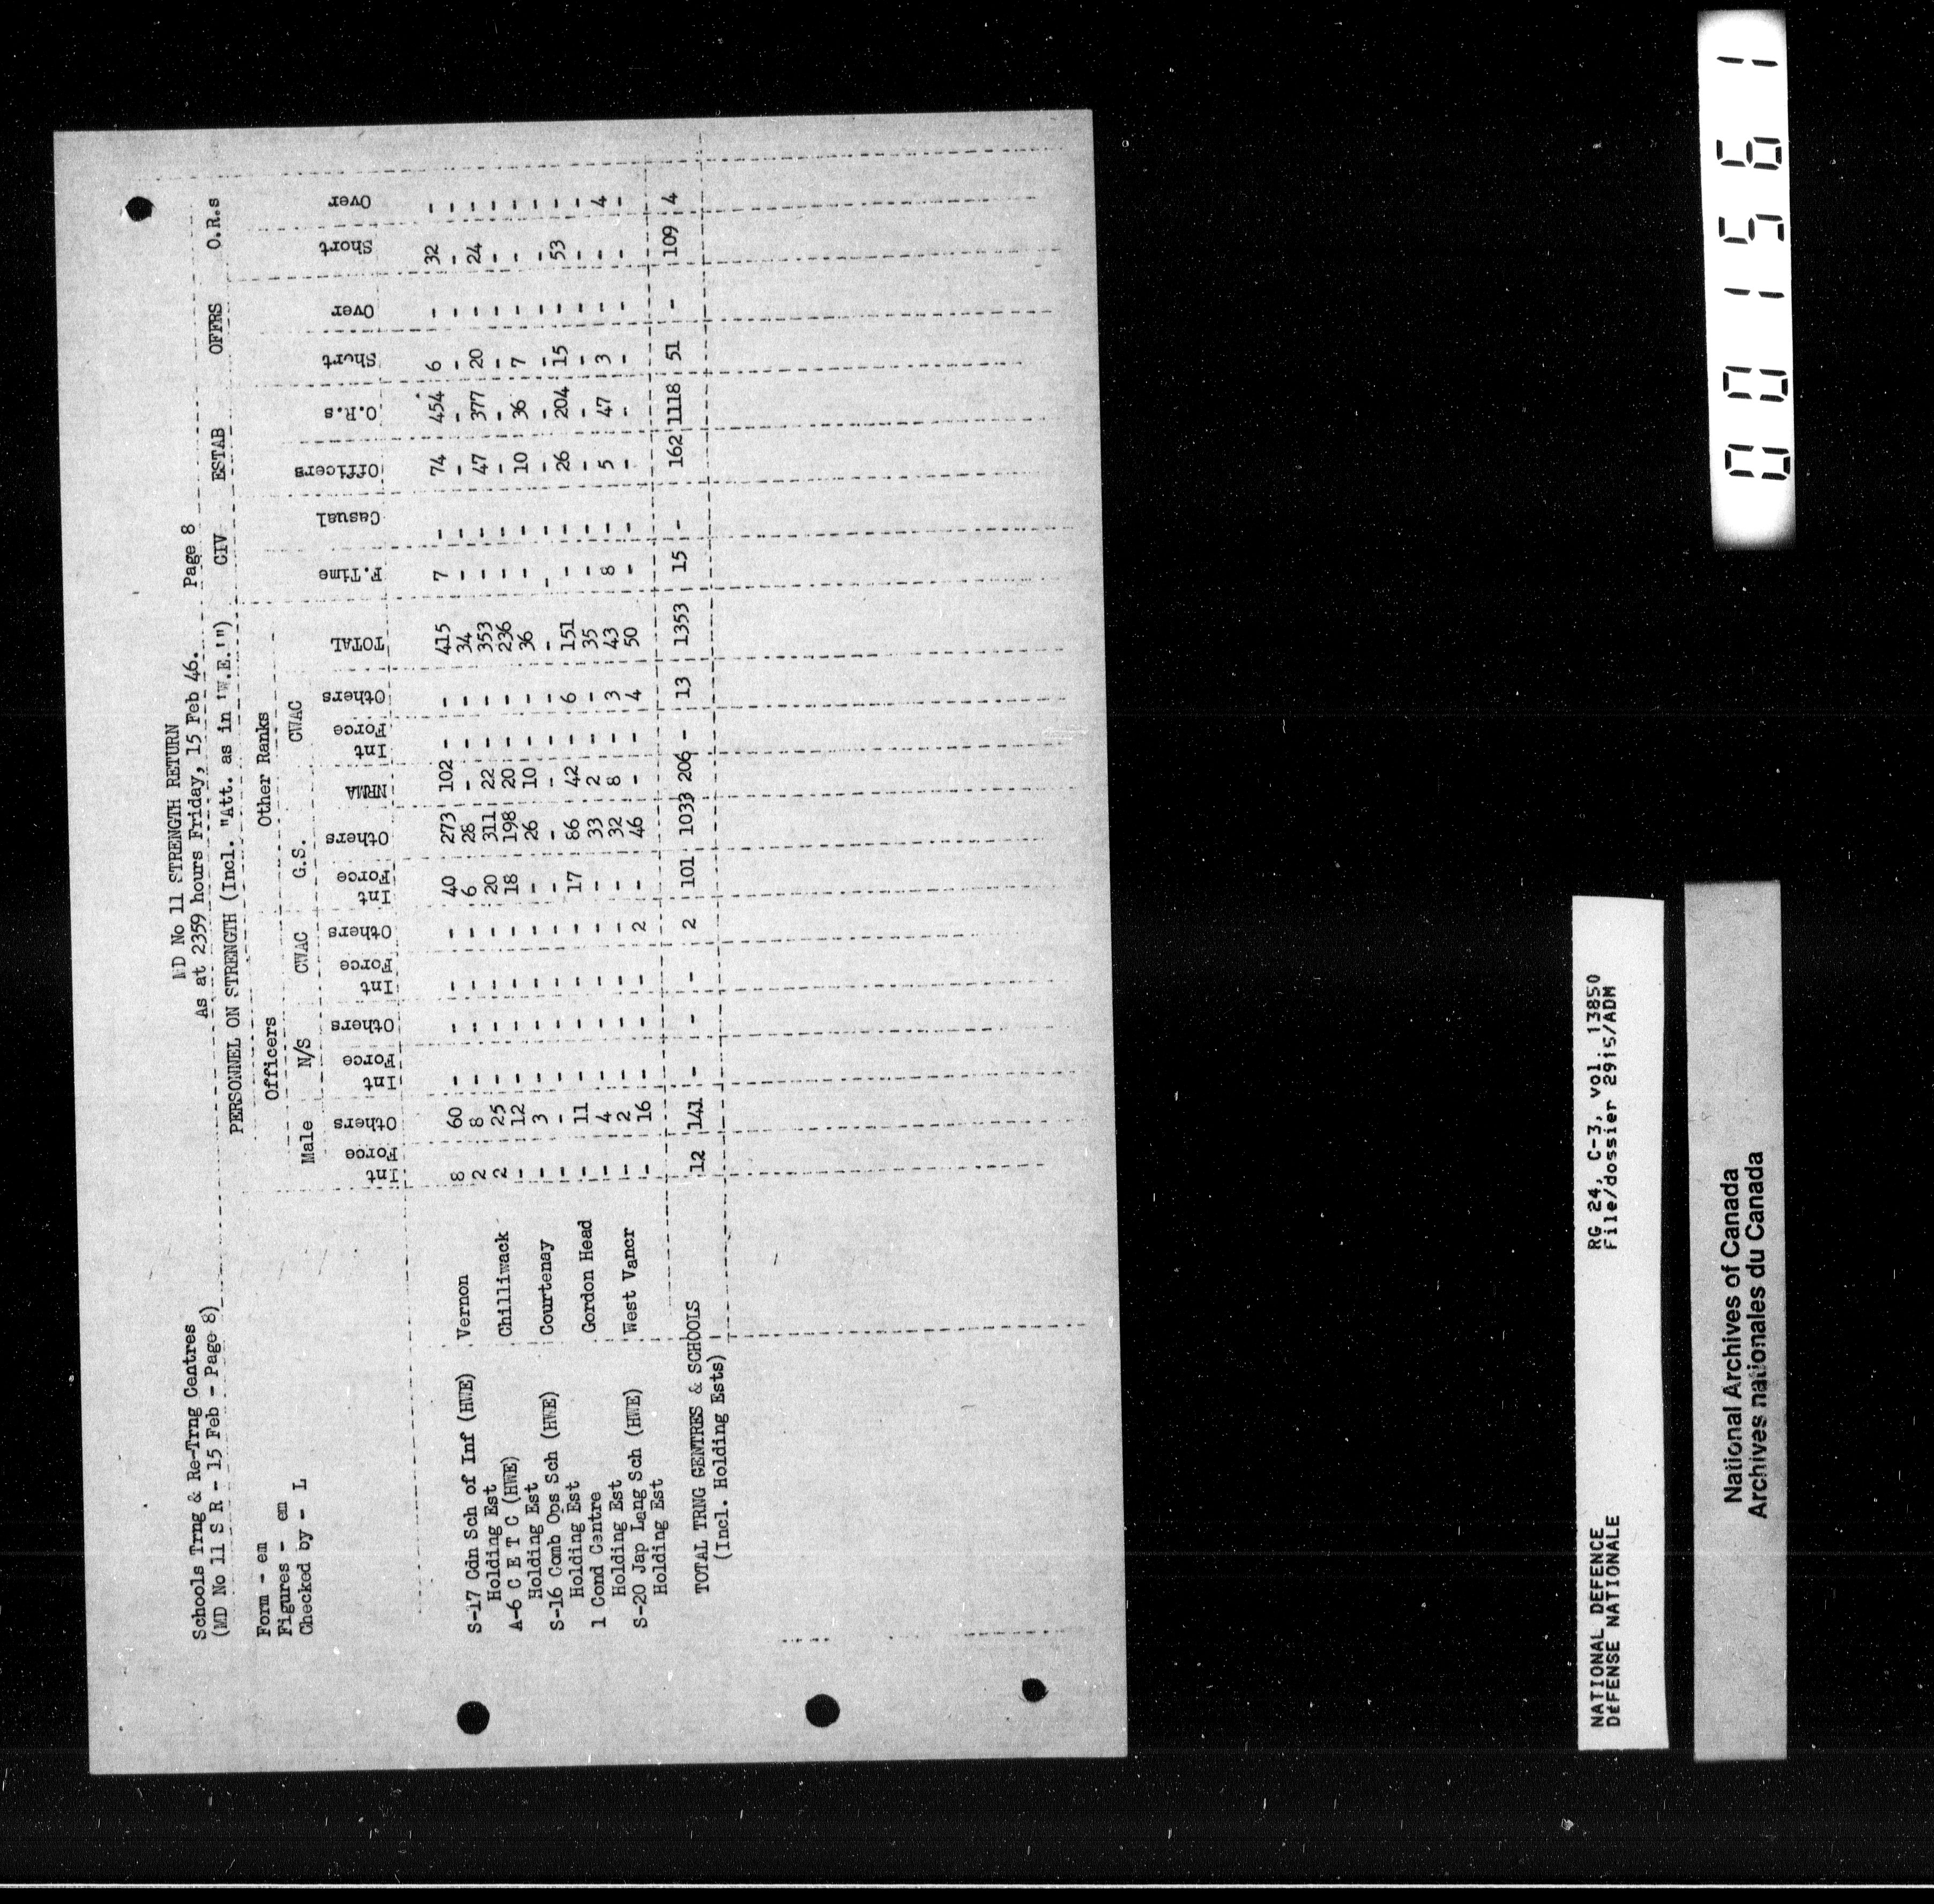 MD No 11 STRENGTH RETURN
Schools Trng & Re-Trng Centres As at 2359 hours Friday, 15 Feb 46. Page 8
(MD No 11 S R - 15 Feb - Page 8)
PERSONNEL ON STRENGTH (Incl. "Att. as in 'W.E.'") CIV ESTAB OFFRS O.R.s
Form - em Officers Other Ranks
Figures - em
Checked by - L Male N/S CWAC G.S. CWAC
Int Force Others Int Force Others Int Force Others Int Force Others NRMA Int Force Others TOTAL F.Time Casual Officers O.R.s Short Over Short Over
S-17 Cdn Sch of Inf (HWE) Vernon 8 60 - - - - 40 273 102 - - 415 7 - 74 454 6 - 32 -
Holding Est 2 8 - - - - 6 28 - - - 34 - - - - - - - -
A-6 C E T C (HWE) Chilliwack 2 25 - - - - 20 311 22 - - 353 - - 47 377 20 - 24 -
Holding Est - 12 - - - - 18 198 20 - - 236 - - - - - - - -
S-16 Comb Ops Sch (HWE) Courtenay - 3 - - - - - 26 10 - - 36 - - 10 36 7 - - -
Holding Est - - - - - - - - - - - - - - - - - - - -
1 Cond Centre Gordon Head - 11 - - - - 17 86 42 - 6 151 - - 26 204 15 - 53 -
Holding Est - 4 - - - - - 33 2 - - 35 - - - - - - - -
S-20 Jap Lang Sch (HWE) West Vancr - 2 - - - - - 32 8 - 3 43 8 - 5 47 3 - - 4
Holding Est - 16 - - - 2 - 46 - - 4 50 - - - - - - - -
TOTAL TRNG CENTRES & SCHOOLS 12 141 - - - 2 101 1033 206 - 13 1353 15 - 162 1118 51 - 109 4
(Incl. Holding Ests)
NATIONAL DEFENCE RG 24, C-3, vol. 13850
DÉFENSE NATIONALE File/dossier 2915/ADM
National Archives of Canada
Archives nationales du Canada
001561